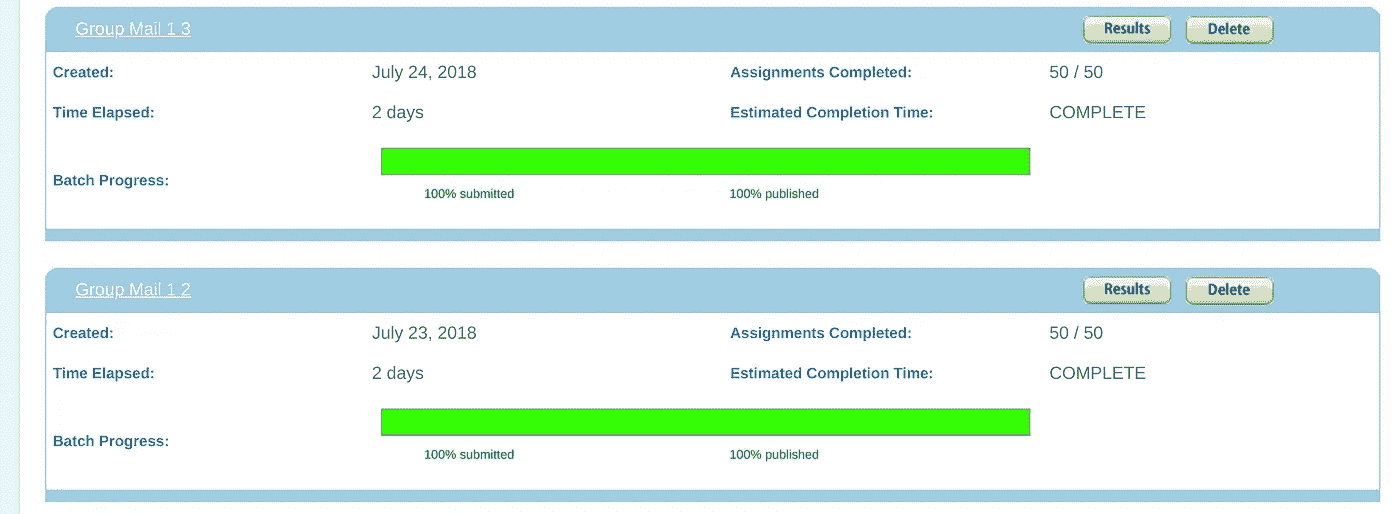 Group Mail 1 3 Results Delete
Created: July 24, 2018 Assignments Completed: 50 / 50
Time Elapsed: 2 days Estimated Completion Time: COMPLETE
Batch Progress:
100% submitted 100% published
Group Mail 1 2 Results Delete
Created: July 23, 2018 Assignments Completed: 50 / 50
Time Elapsed: 2 days Estimated Completion Time: COMPLETE
Batch Progress:
100% submitted 100% published